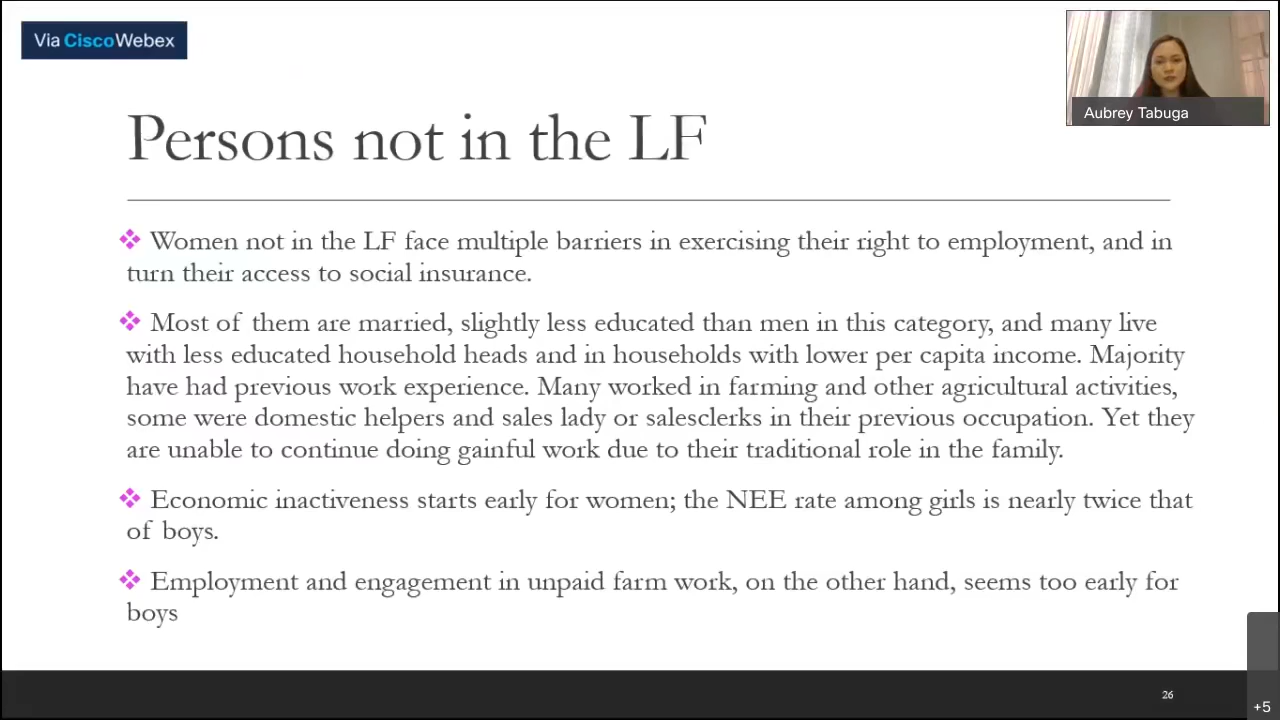 Via CiscoWebex
Aubrey Tabuga
Persons not in the LF
❖ Women not in the LF face multiple barriers in exercising their right to employment, and in
turn their access to social insurance.
❖ Most of them are married, slightly less educated than men in this category, and many live
with less educated household heads and in households with lower per capita income. Majority
have had previous work experience. Many worked in farming and other agricultural activities,
some were domestic helpers and sales lady or salesclerks in their previous occupation. Yet they
are unable to continue doing gainful work due to their traditional role in the family.
❖ Economic inactiveness starts early for women; the NEE rate among girls is nearly twice that
of boys.
❖ Employment and engagement in unpaid farm work, on the other hand, seems too early for
boys
26
+5